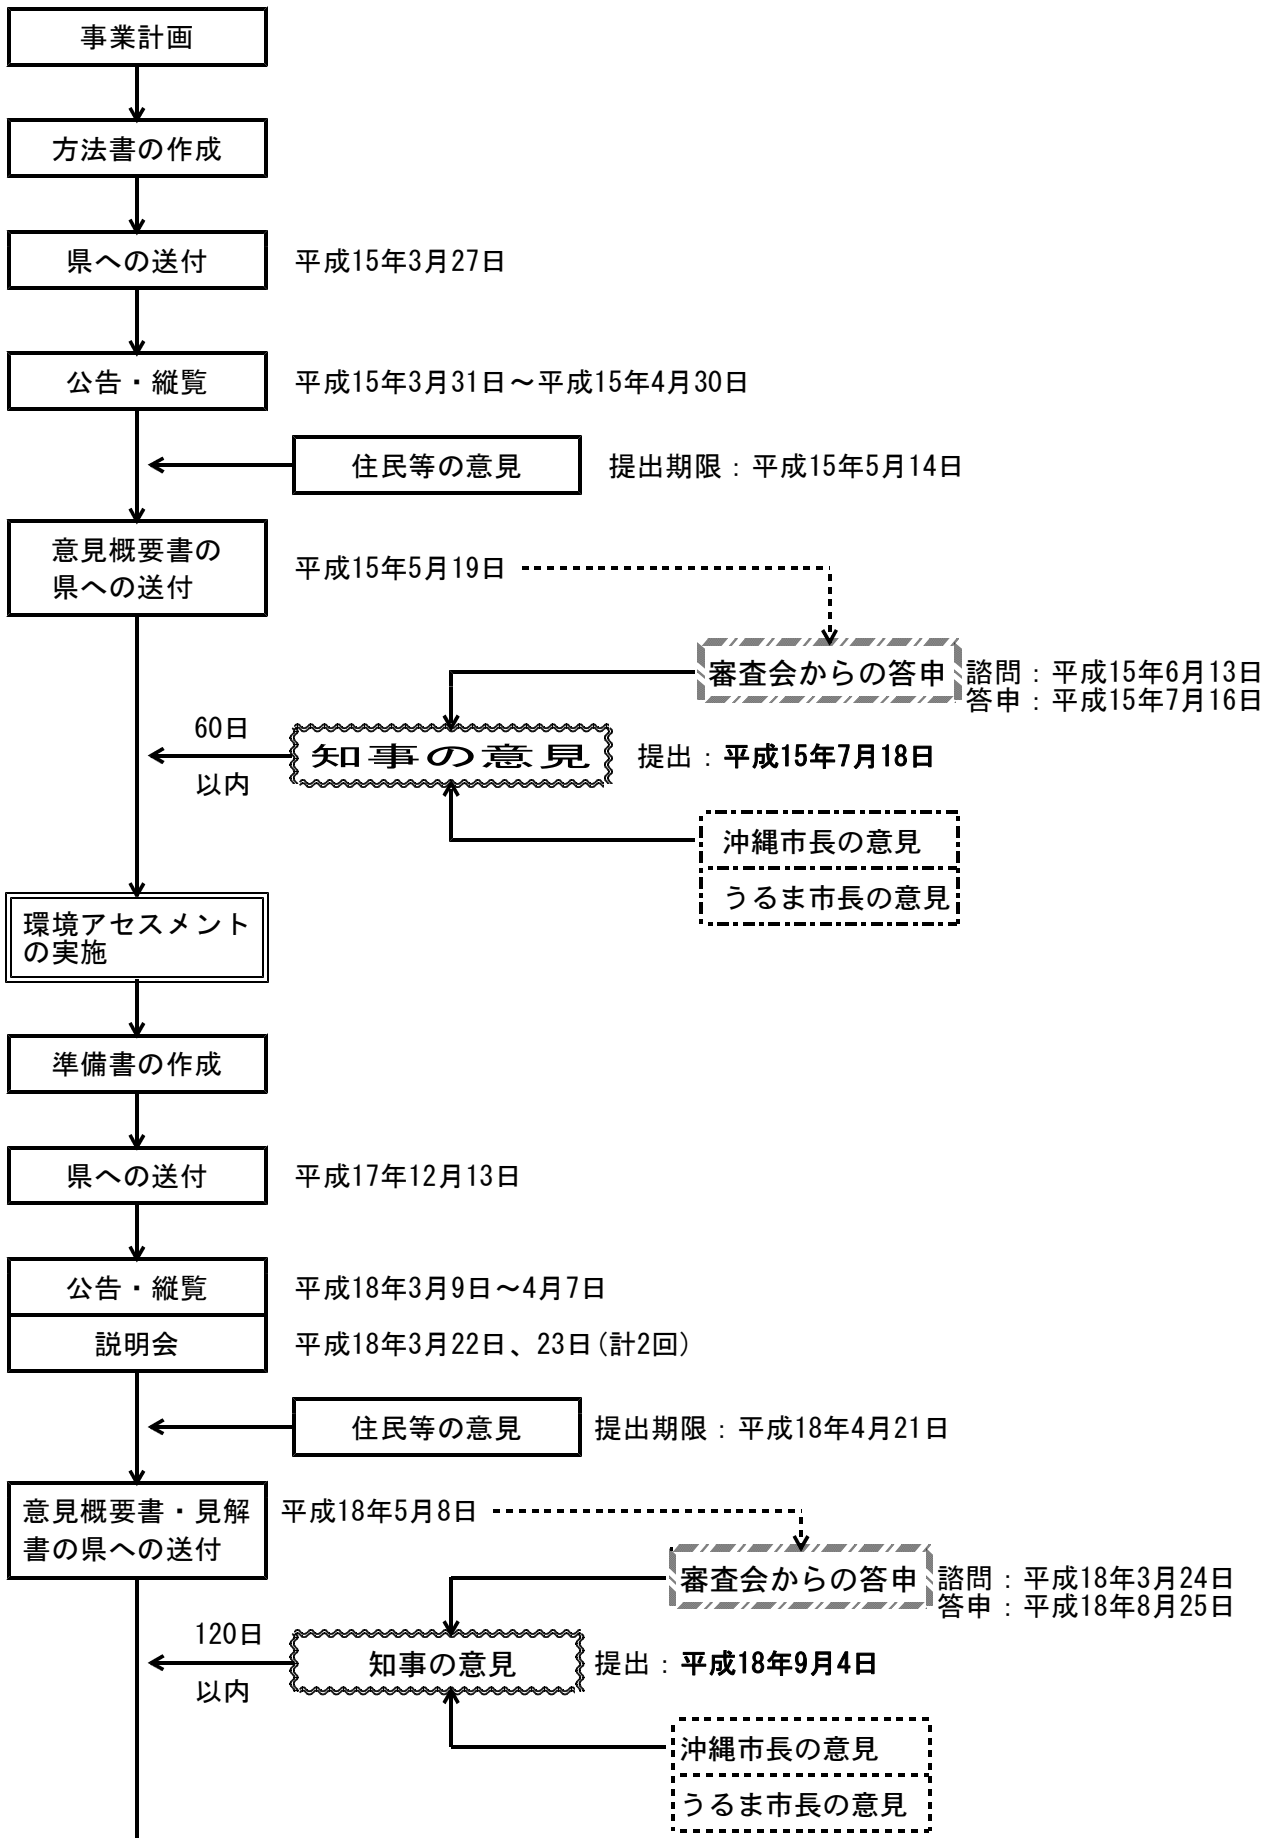 事業計画
方法書の作成
県への送付
平成15年3月27日
公告・縦覧
平成15年3月31日～平成15年4月30日
住民等の意見
提出期限：平成15年5月14日
意見概要書の
県への送付
平成15年5月19日
審査会からの答申
諮問：平成15年6月13日
答申：平成15年7月16日
60日
以内
知事の意見
提出：平成15年7月18日
沖縄市長の意見
うるま市長の意見
環境アセスメント
の実施
準備書の作成
県への送付
平成17年12月13日
公告・縦覧
平成18年3月9日～4月7日
説明会
平成18年3月22日、23日(計2回)
住民等の意見
提出期限：平成18年4月21日
意見概要書・見解
書の県への送付
平成18年5月8日
審査会からの答申
諮問：平成18年3月24日
答申：平成18年8月25日
120日
以内
知事の意見
提出：平成18年9月4日
沖縄市長の意見
うるま市長の意見